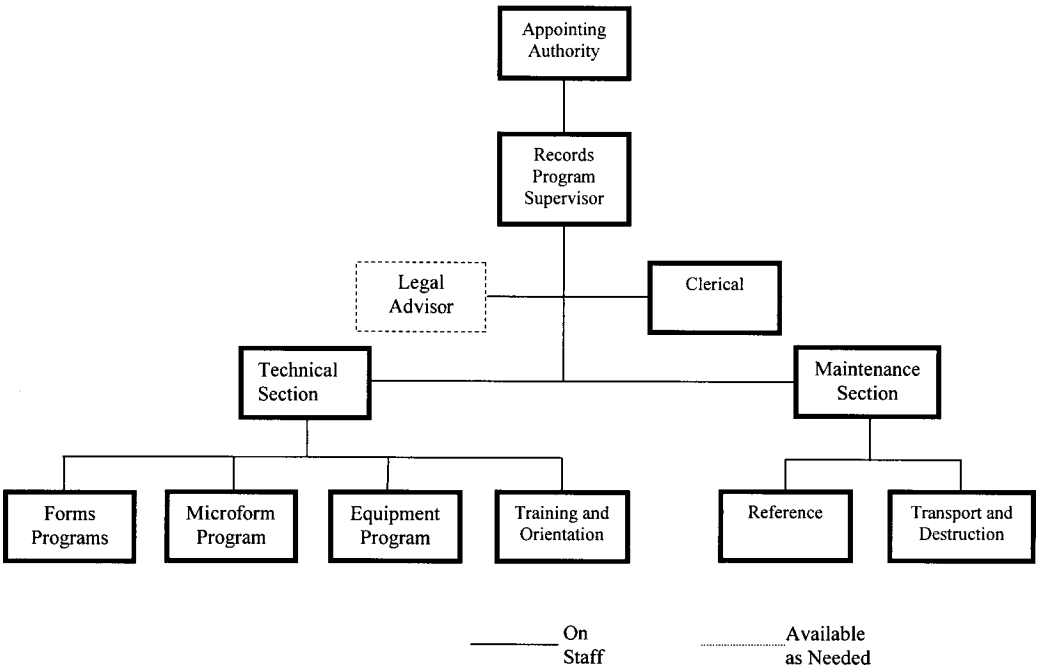 Appointing
Authority
Records
Program
Supervisor
Legal
Advisor
Clerical
Technical
Section
Maintenance
Section
Forms
Programs
Microform
Program
Equipment
Program
Training and
Orientation
Reference
Transport and
Destruction
On
Staff
Available
as Needed